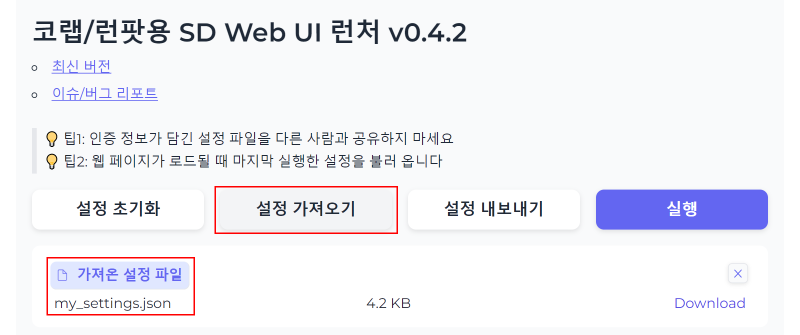 코랩/런팟용 SD Web UI 런처 v0.4.2
최신 버전
이슈/버그 리포트
💡 팁1: 인증 정보가 담긴 설정 파일을 다른 사람과 공유하지 마세요
💡 팁2: 웹 페이지가 로드될 때 마지막 실행한 설정을 불러 옵니다
설정 초기화 설정 가져오기 설정 내보내기 실행
가져온 설정 파일
my_settings.json 4.2 KB Download